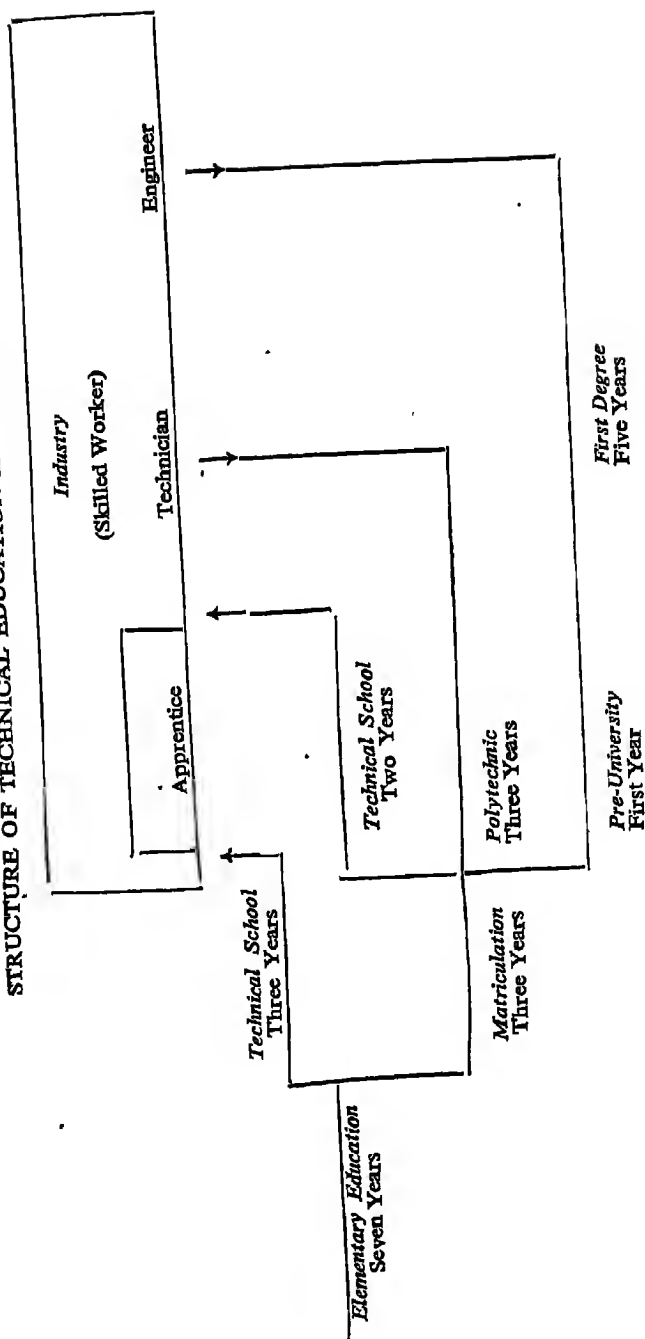 STRUCTURE OF TECHNICAL EDUCATION
Industry
(Skilled Worker)
Apprentice
Technician
Engineer
Technical School
Three Years
Technical School
Two Years
Elementary Education
Seven Years
Matriculation
Three Years
Polytechnic
Three Years
Pre-University
First Year
First Degree
Five Years